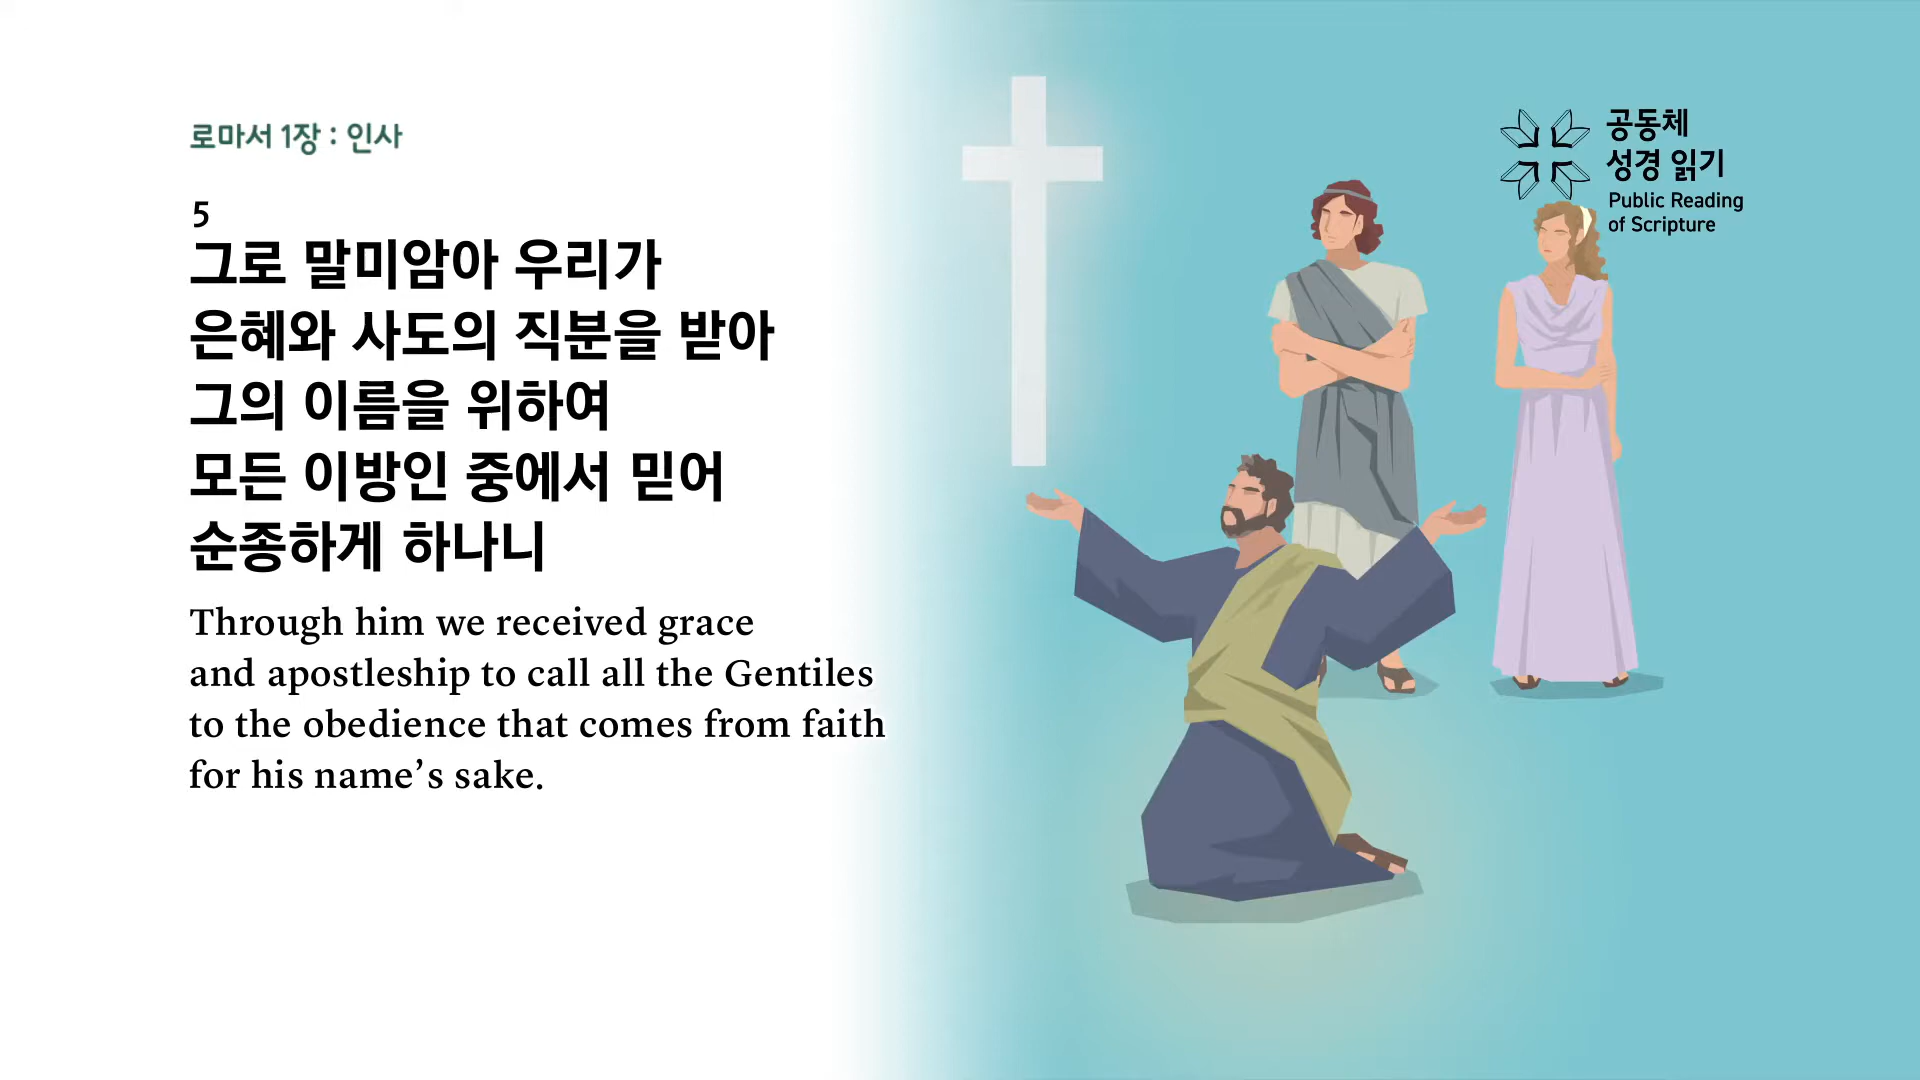 로마서 1장 : 인사
5
그로 말미암아 우리가
은혜와 사도의 직분을 받아
그의 이름을 위하여
모든 이방인 중에서 믿어
순종하게 하나니
Through him we received grace
and apostleship to call all the Gentiles
to the obedience that comes from faith
for his name’s sake.
공동체
성경 읽기
Public Reading
of Scripture